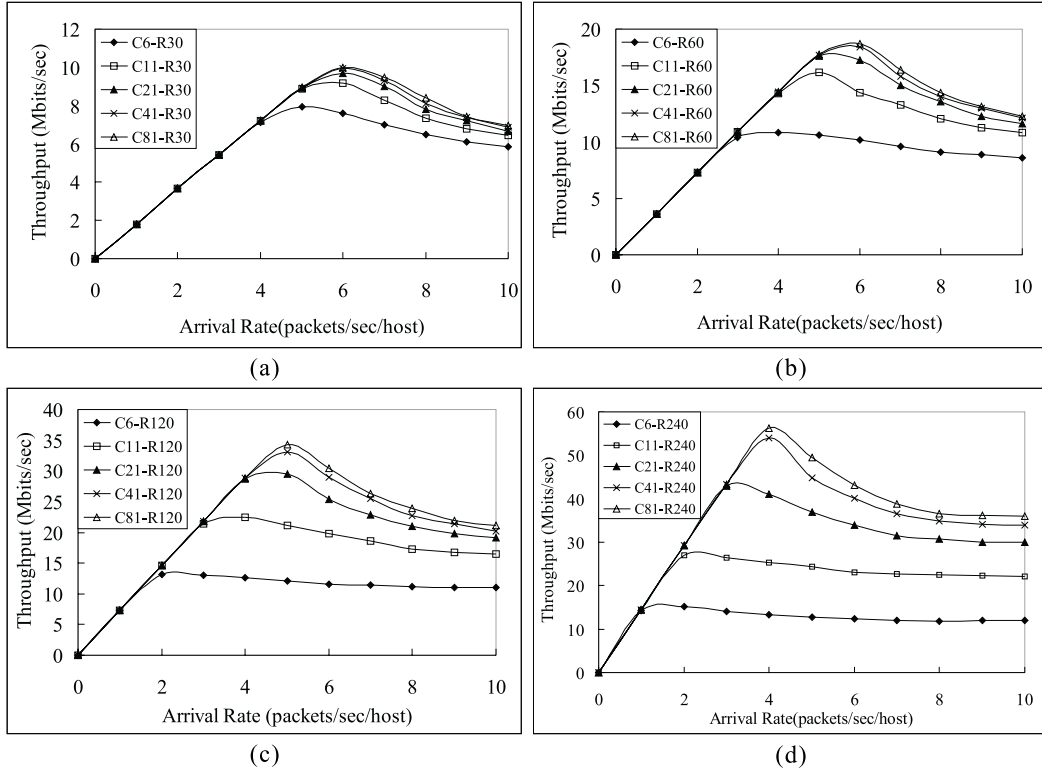 Throughput (Mbits/sec)
12
10
8
6
4
2
0
C6-R30
C11-R30
C21-R30
C41-R30
C81-R30
0 2 4 6 8 10
Arrival Rate(packets/sec/host)
(a)
Throughput (Mbits/sec)
20
15
10
5
0
C6-R60
C11-R60
C21-R60
C41-R60
C81-R60
0 2 4 6 8 10
Arrival Rate(packets/sec/host)
(b)
Throughput (Mbits/sec)
40
35
30
25
20
15
10
5
0
C6-R120
C11-R120
C21-R120
C41-R120
C81-R120
0 2 4 6 8 10
Arrival Rate (packets/sec/host)
(c)
Throughput (Mbits/sec)
60
50
40
30
20
10
0
C6-R240
C11-R240
C21-R240
C41-R240
C81-R240
0 2 4 6 8 10
Arrival Rate(packets/sec/host)
(d)